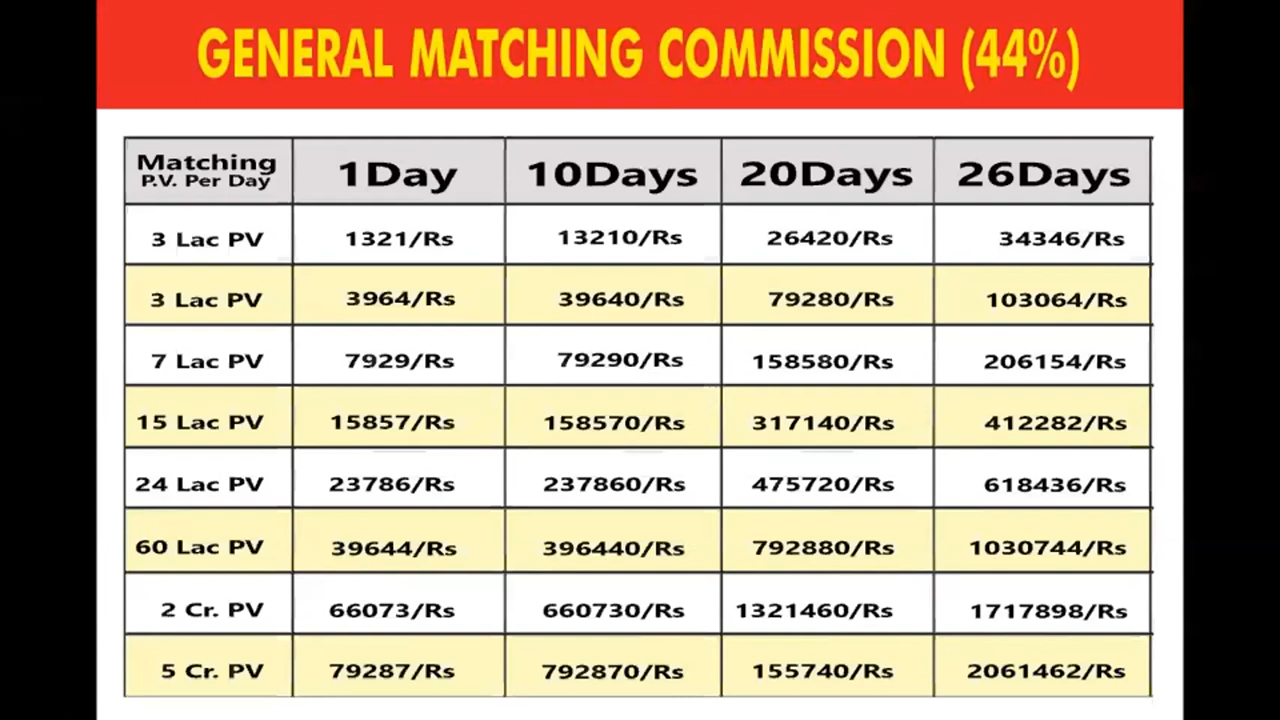 GENERAL MATCHING COMMISSION (44%)
Matching P.V. Per Day 1Day 10Days 20Days 26Days
3 Lac PV 1321/Rs 13210/Rs 26420/Rs 34346/Rs
3 Lac PV 3964/Rs 39640/Rs 79280/Rs 103064/Rs
7 Lac PV 7929/Rs 79290/Rs 158580/Rs 206154/Rs
15 Lac PV 15857/Rs 158570/Rs 317140/Rs 412282/Rs
24 Lac PV 23786/Rs 237860/Rs 475720/Rs 618436/Rs
60 Lac PV 39644/Rs 396440/Rs 792880/Rs 1030744/Rs
2 Cr. PV 66073/Rs 660730/Rs 1321460/Rs 1717898/Rs
5 Cr. PV 79287/Rs 792870/Rs 155740/Rs 2061462/Rs